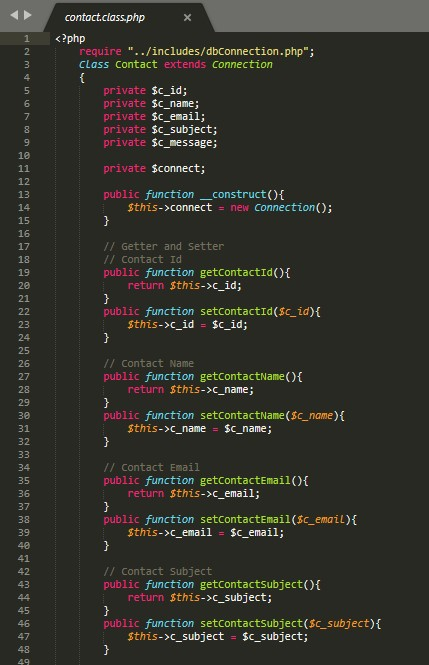 contact.class.php ×
1 <?php
2 require "../includes/dbConnection.php";
3 Class Contact extends Connection
4 {
5 private $c_id;
6 private $c_name;
7 private $c_email;
8 private $c_subject;
9 private $c_message;
10
11 private $connect;
12
13 public function __construct(){
14 $this->connect = new Connection();
15 }
16
17 // Getter and Setter
18 // Contact Id
19 public function getContactId(){
20 return $this->c_id;
21 }
22 public function setContactId($c_id){
23 $this->c_id = $c_id;
24 }
25
26 // Contact Name
27 public function getContactName(){
28 return $this->c_name;
29 }
30 public function setContactName($c_name){
31 $this->c_name = $c_name;
32 }
33
34 // Contact Email
35 public function getContactEmail(){
36 return $this->c_email;
37 }
38 public function setContactEmail($c_email){
39 $this->c_email = $c_email;
40 }
41
42 // Contact Subject
43 public function getContactSubject(){
44 return $this->c_subject;
45 }
46 public function setContactSubject($c_subject){
47 $this->c_subject = $c_subject;
48 }
49